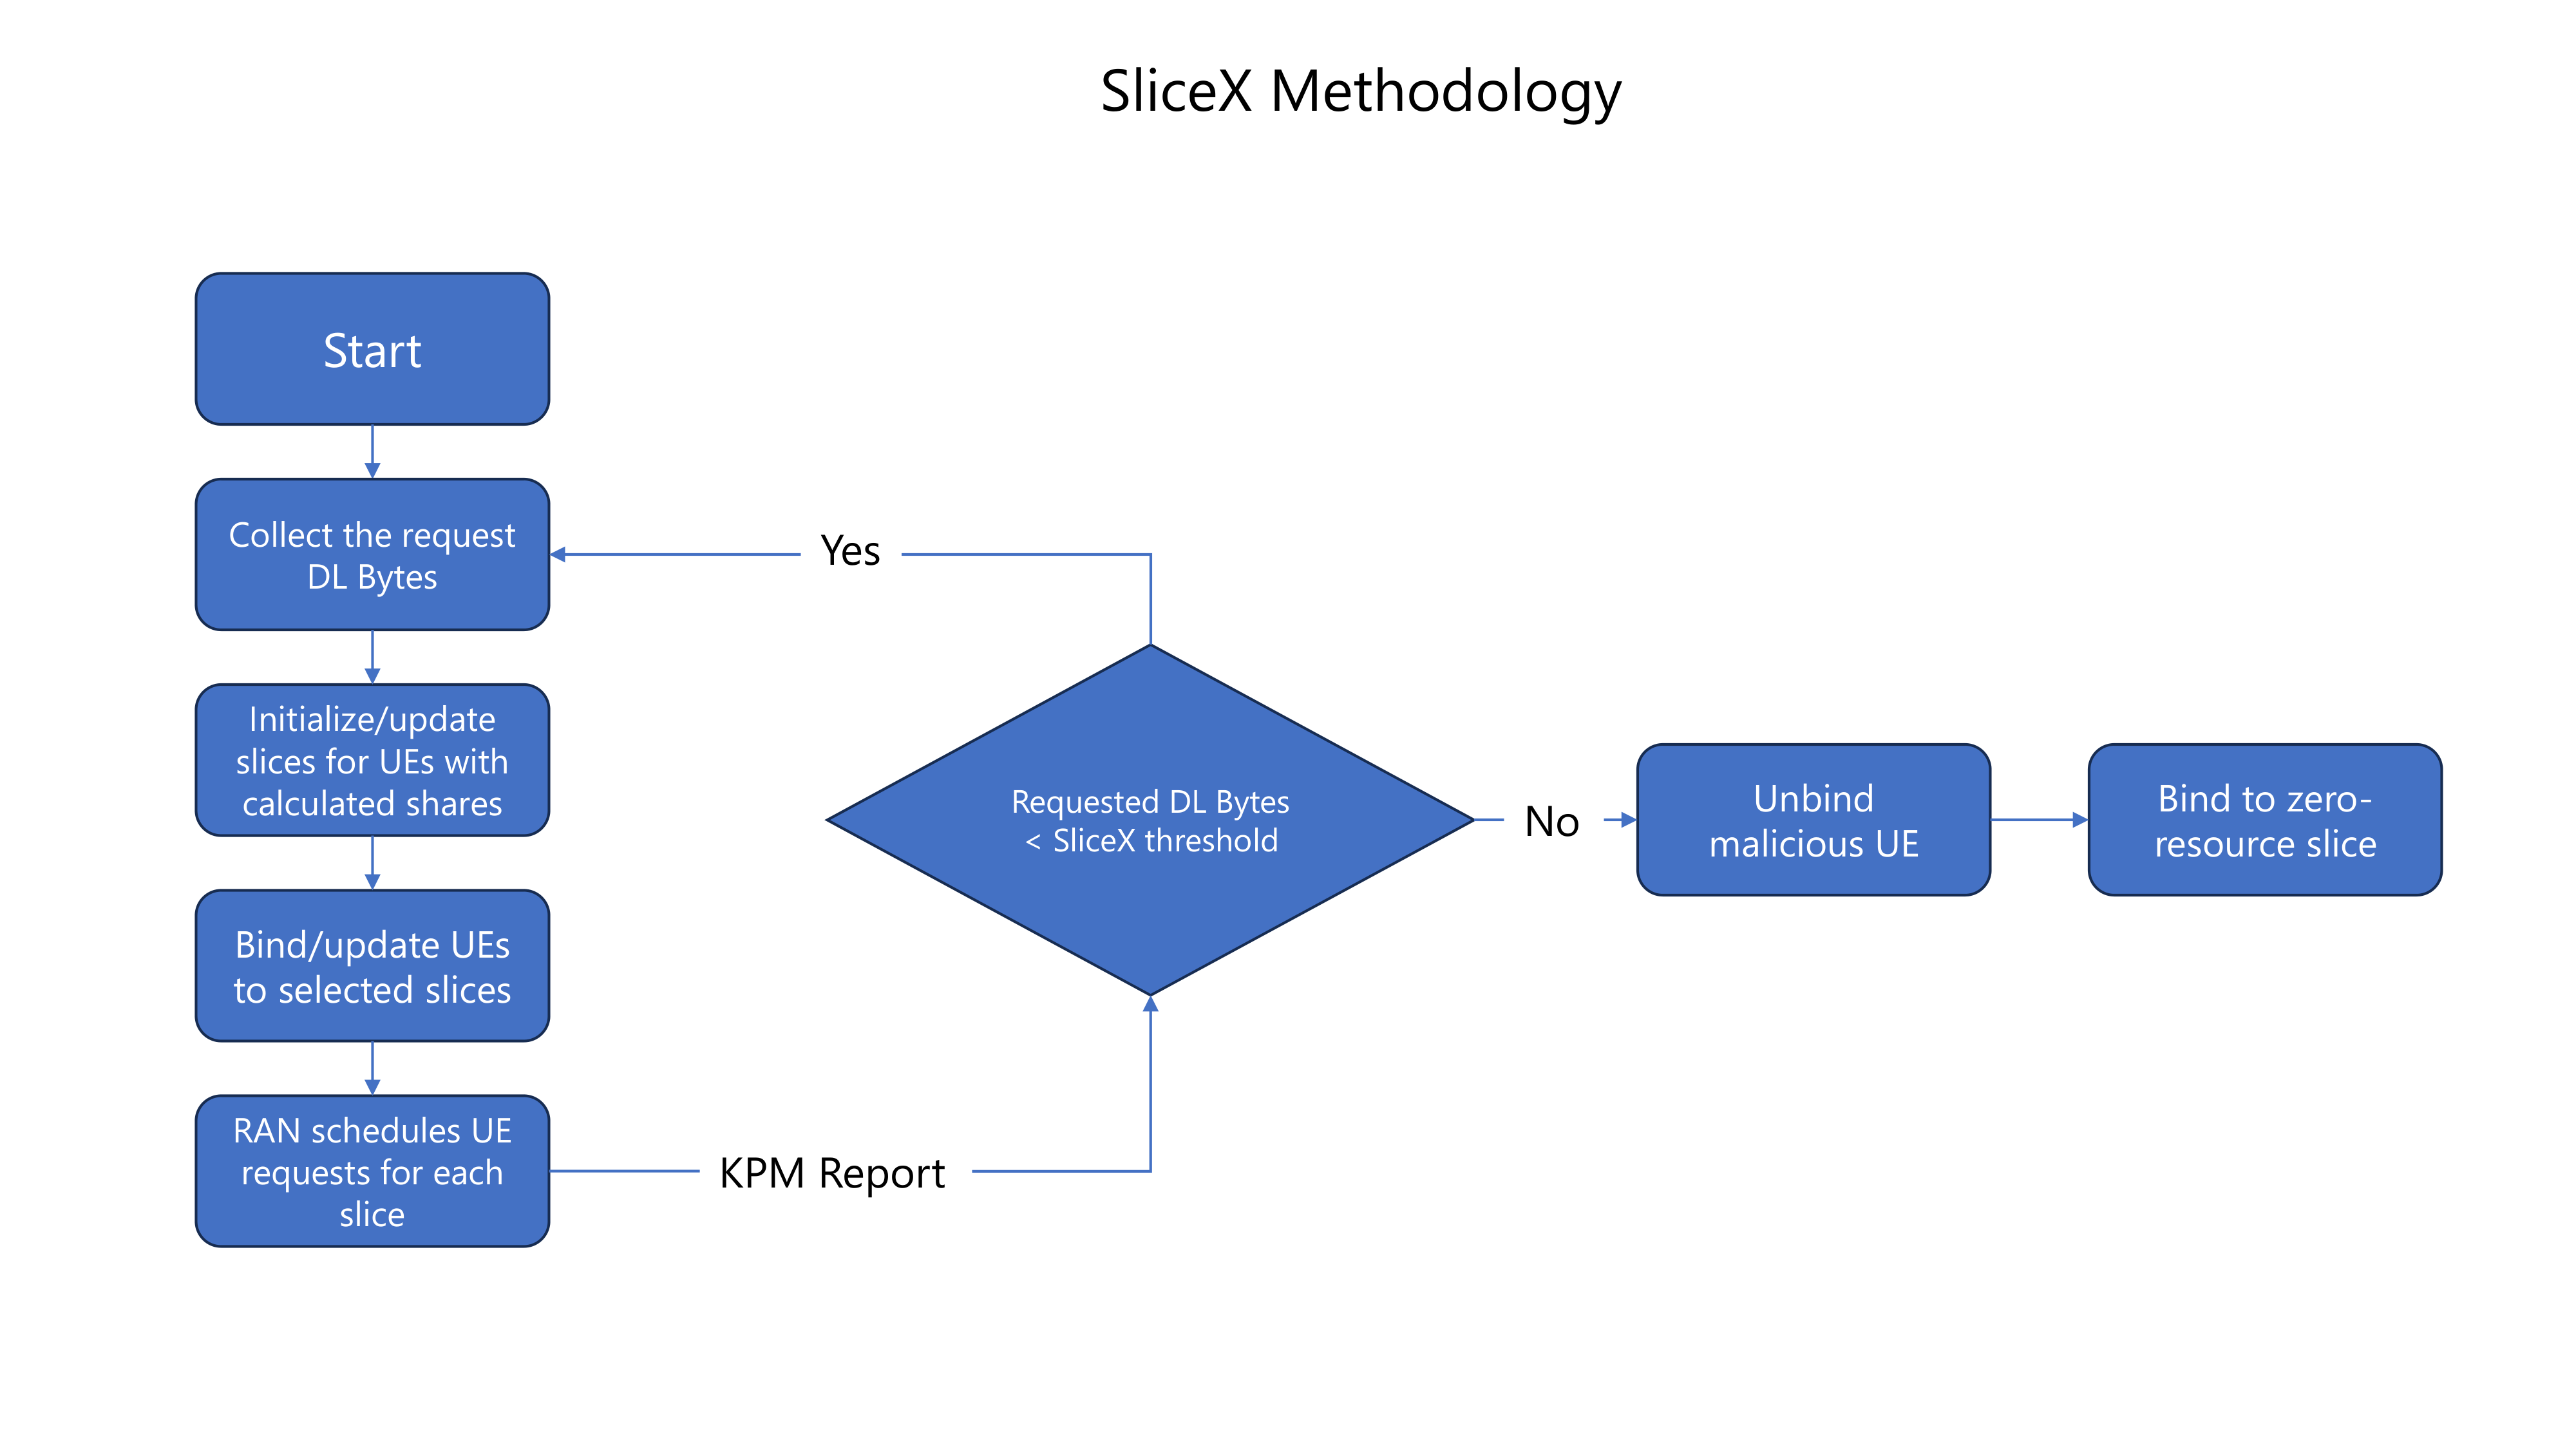 SliceX Methodology
Start
Collect the request
DL Bytes
Initialize/update
slices for UEs with
calculated shares
Bind/update UEs
to selected slices
RAN schedules UE
requests for each
slice
KPM Report
Requested DL Bytes
< SliceX threshold
Yes
No
Unbind
malicious UE
Bind to zero-
resource slice